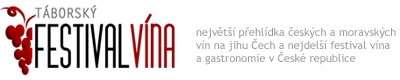 TÁBORSKÝ
FESTIVAL VÍNA
největší přehlídka českých a moravských
vín na jihu Čech a nejdelší festival vína
a gastronomie v České republice